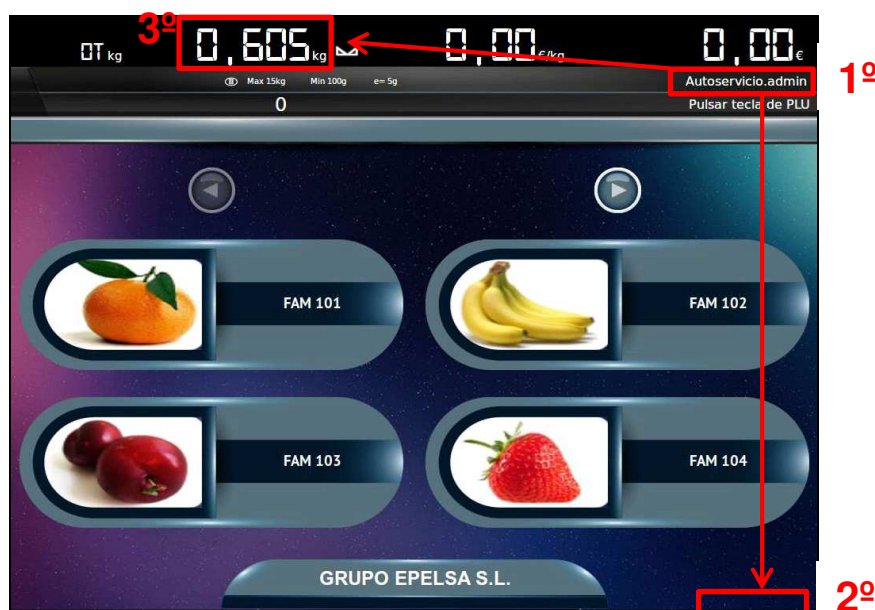 3º
0T kg 0,605 kg 0,00 €/kg 0,00 €
Max 15kg Min 100g e= 5g Autoservicio.admin 1º
0 Pulsar tecla de PLU
FAM 101 FAM 102
FAM 103 FAM 104
GRUPO EPELSA S.L.
2º